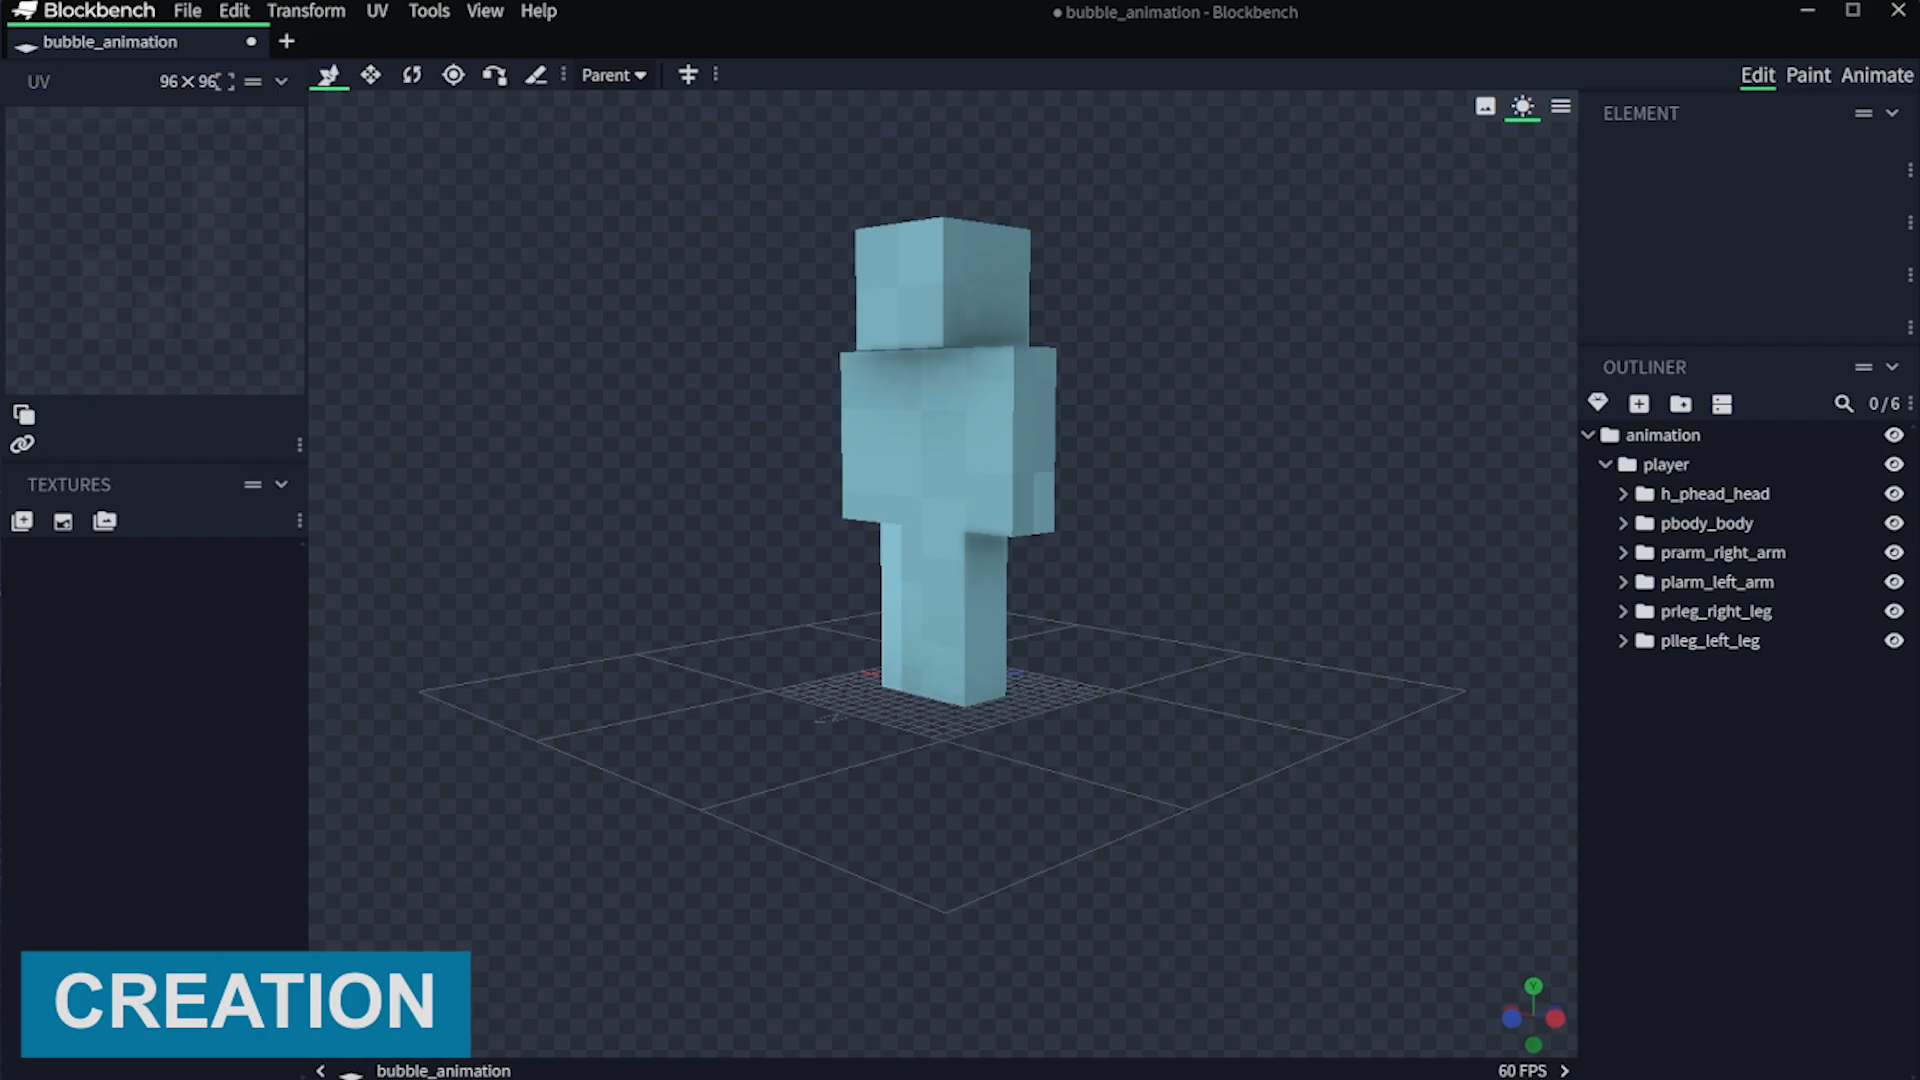 Blockbench File Edit Transform UV Tools View Help
bubble_animation - Blockbench
bubble_animation
UV 96×96
Parent
Edit Paint Animate
ELEMENT
OUTLINER
0/6
animation
player
h_phead_head
pbody_body
prarm_right_arm
plarm_left_arm
prleg_right_leg
plleg_left_leg
TEXTURES
Y
CREATION
bubble_animation
60 FPS